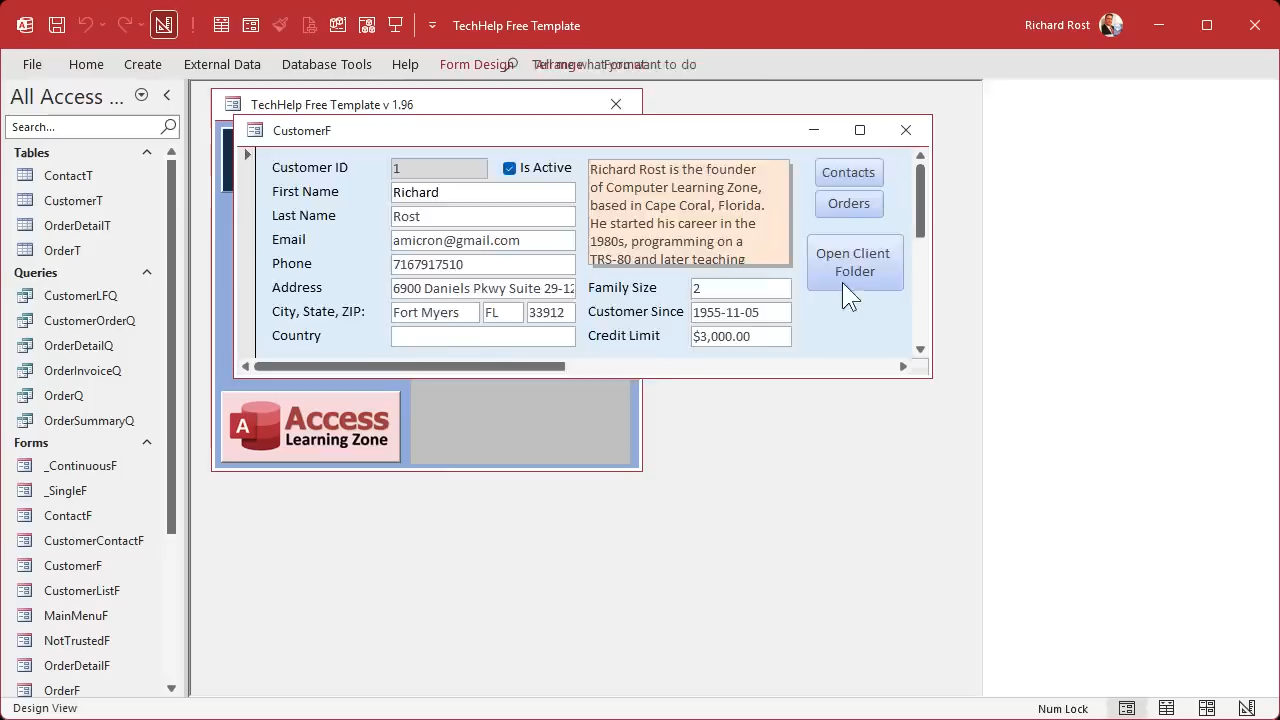 TechHelp Free Template
Richard Rost
File
Home
Create
External Data
Database Tools
Help
Form Design
All Access ...
Search...
Tables
ContactT
CustomerT
OrderDetailT
OrderT
Queries
CustomerLFQ
CustomerOrderQ
OrderDetailQ
OrderInvoiceQ
OrderQ
OrderSummaryQ
Forms
_ContinuousF
_SingleF
ContactF
CustomerContactF
CustomerF
CustomerListF
MainMenuF
NotTrustedF
OrderDetailF
OrderF
TechHelp Free Template v 1.96
CustomerF
Customer ID 1 Is Active
First Name Richard
Last Name Rost
Email amicron@gmail.com
Phone 7167917510
Address 6900 Daniels Pkwy Suite 29-12
City, State, ZIP: Fort Myers FL 33912
Country
Richard Rost is the founder
of Computer Learning Zone,
based in Cape Coral, Florida.
He started his career in the
1980s, programming on a
TRS-80 and later teaching
Family Size 2
Customer Since 1955-11-05
Credit Limit $3,000.00
Contacts
Orders
Open Client
Folder
A Access
Learning Zone
Design View
Num Lock